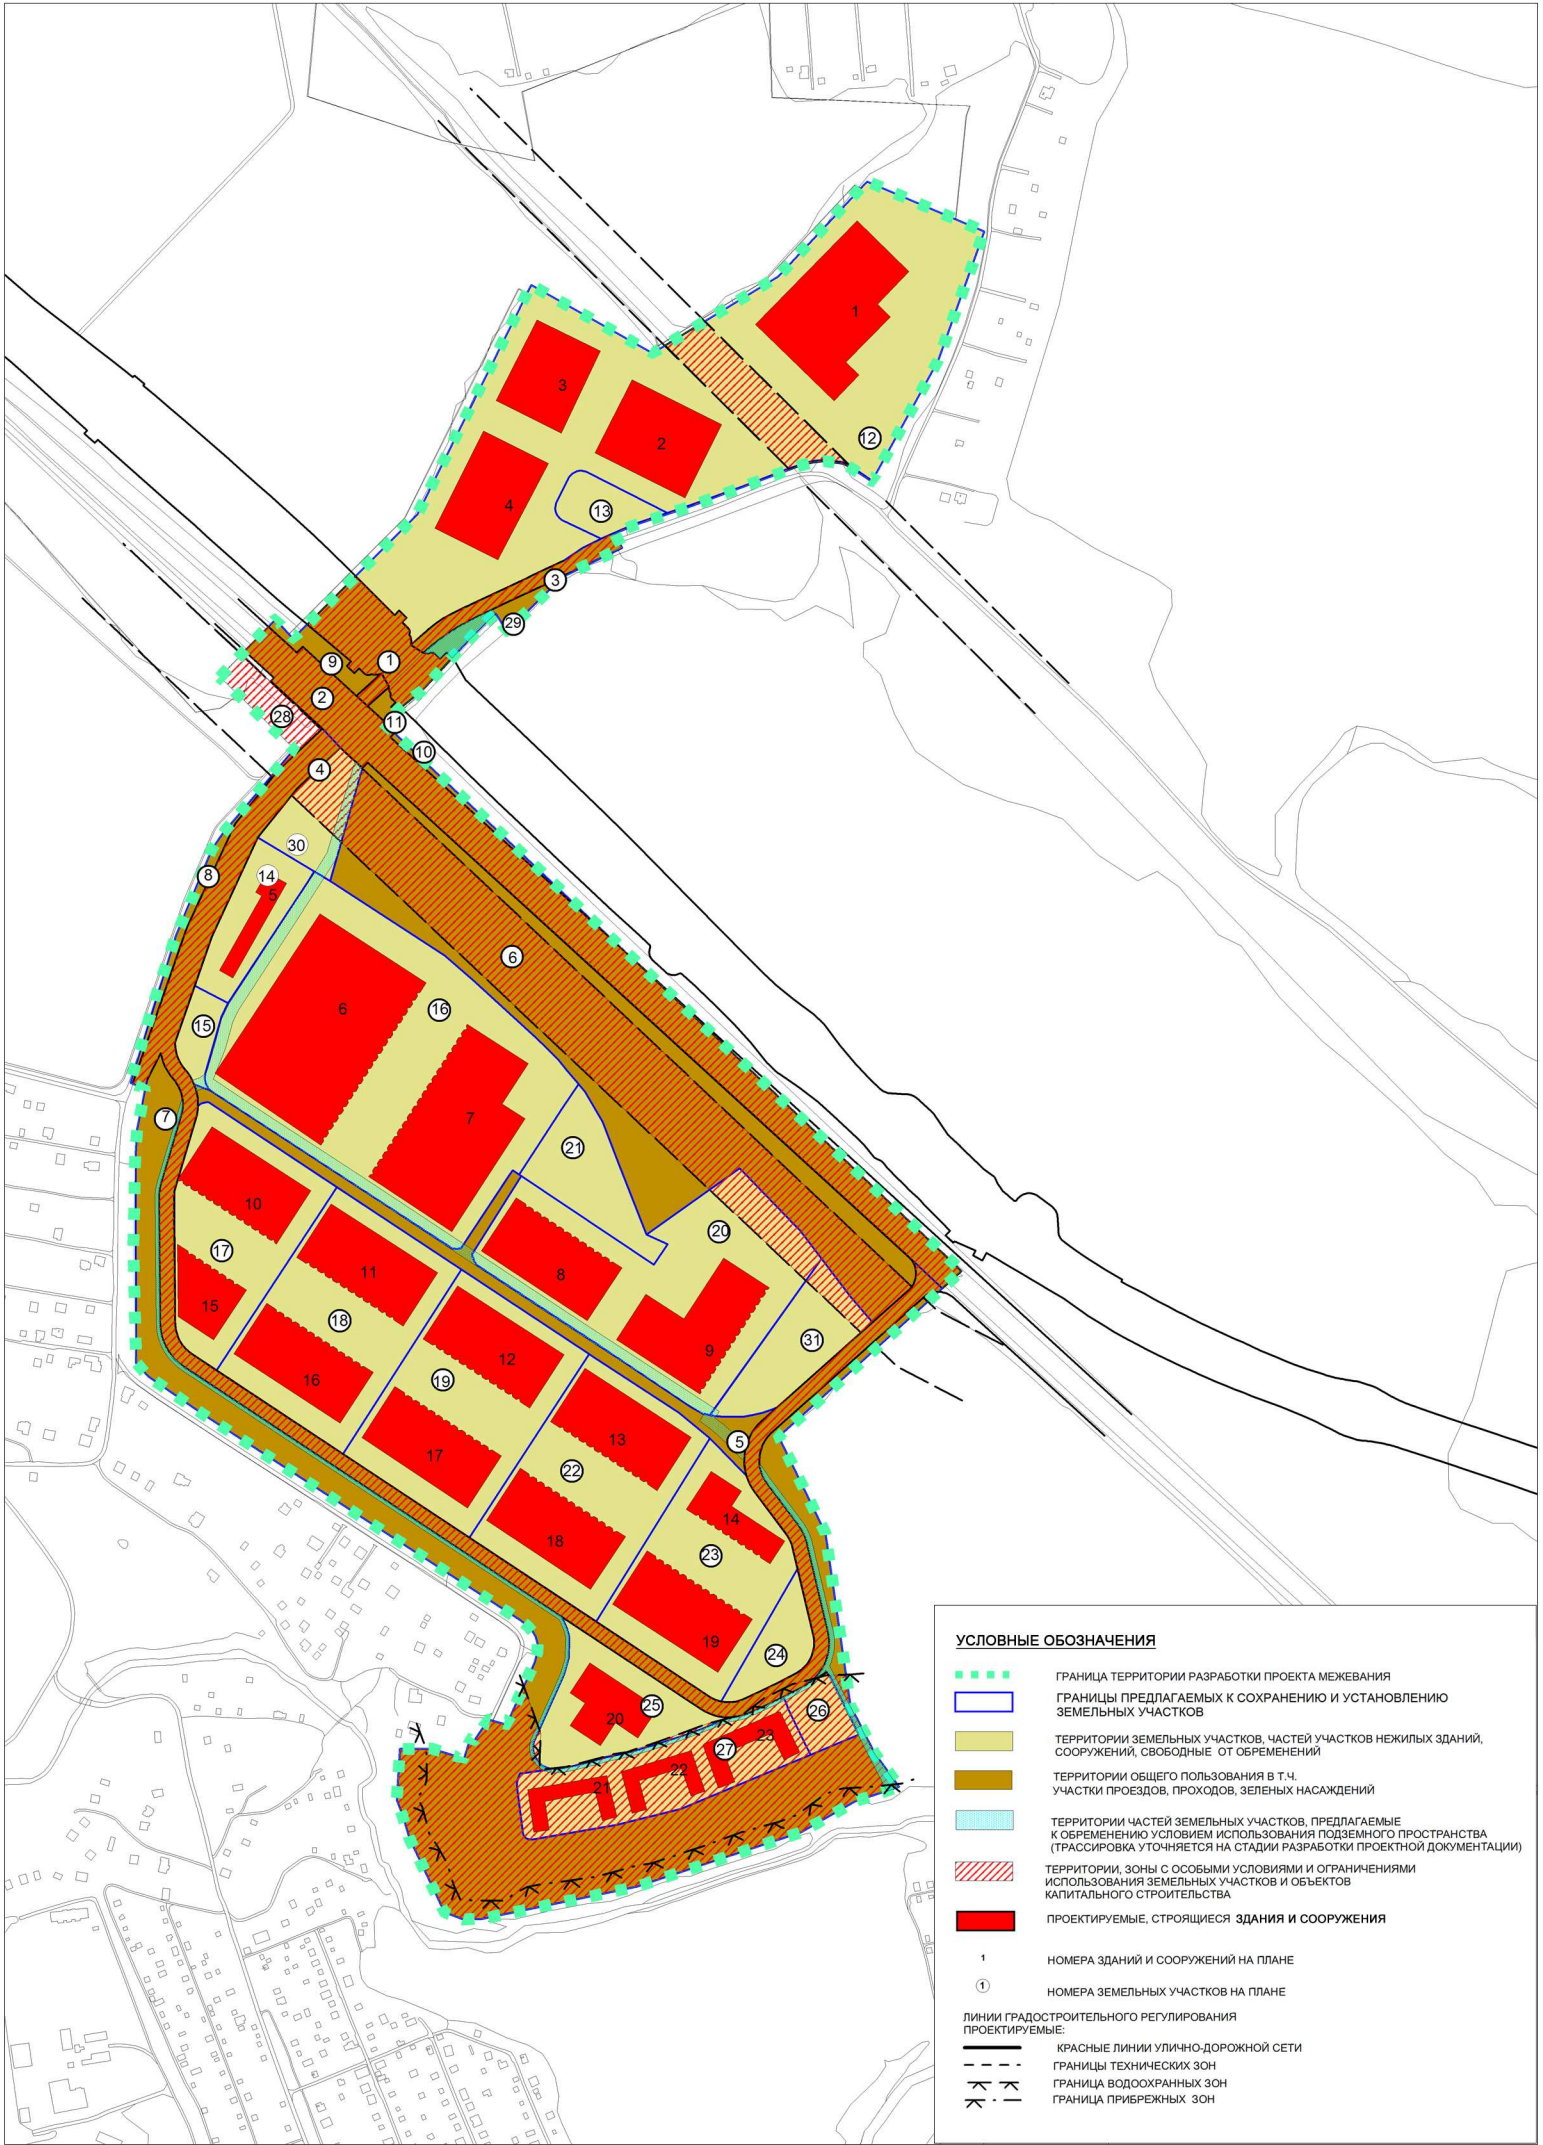 1
12
3
2
4
13
3
29
9
1
2
28
11
10
4
30
8
14
5
6
6
16
15
7
7
21
10
20
17
11
8
15
18
31
9
16
12
19
5
13
17
22
14
18
23
19
24
25
26
20
27
23
22
21
УСЛОВНЫЕ ОБОЗНАЧЕНИЯ
ГРАНИЦА ТЕРРИТОРИИ РАЗРАБОТКИ ПРОЕКТА МЕЖЕВАНИЯ
ГРАНИЦЫ ПРЕДЛАГАЕМЫХ К СОХРАНЕНИЮ И УСТАНОВЛЕНИЮ
ЗЕМЕЛЬНЫХ УЧАСТКОВ
ТЕРРИТОРИИ ЗЕМЕЛЬНЫХ УЧАСТКОВ, ЧАСТЕЙ УЧАСТКОВ НЕЖИЛЫХ ЗДАНИЙ,
СООРУЖЕНИЙ, СВОБОДНЫЕ ОТ ОБРЕМЕНЕНИЙ
ТЕРРИТОРИИ ОБЩЕГО ПОЛЬЗОВАНИЯ В Т.Ч.
УЧАСТКИ ПРОЕЗДОВ, ПРОХОДОВ, ЗЕЛЕНЫХ НАСАЖДЕНИЙ
ТЕРРИТОРИИ ЧАСТЕЙ ЗЕМЕЛЬНЫХ УЧАСТКОВ, ПРЕДЛАГАЕМЫЕ
К ОБРЕМЕНЕНИЮ УСЛОВИЕМ ИСПОЛЬЗОВАНИЯ ПОДЗЕМНОГО ПРОСТРАНСТВА
(ТРАССИРОВКА УТОЧНЯЕТСЯ НА СТАДИИ РАЗРАБОТКИ ПРОЕКТНОЙ ДОКУМЕНТАЦИИ)
ТЕРРИТОРИИ, ЗОНЫ С ОСОБЫМИ УСЛОВИЯМИ И ОГРАНИЧЕНИЯМИ
ИСПОЛЬЗОВАНИЯ ЗЕМЕЛЬНЫХ УЧАСТКОВ И ОБЪЕКТОВ
КАПИТАЛЬНОГО СТРОИТЕЛЬСТВА
ПРОЕКТИРУЕМЫЕ, СТРОЯЩИЕСЯ ЗДАНИЯ И СООРУЖЕНИЯ
1 НОМЕРА ЗДАНИЙ И СООРУЖЕНИЙ НА ПЛАНЕ
1 НОМЕРА ЗЕМЕЛЬНЫХ УЧАСТКОВ НА ПЛАНЕ
ЛИНИИ ГРАДОСТРОИТЕЛЬНОГО РЕГУЛИРОВАНИЯ
ПРОЕКТИРУЕМЫЕ:
КРАСНЫЕ ЛИНИИ УЛИЧНО-ДОРОЖНОЙ СЕТИ
ГРАНИЦЫ ТЕХНИЧЕСКИХ ЗОН
ГРАНИЦА ВОДООХРАННЫХ ЗОН
ГРАНИЦА ПРИБРЕЖНЫХ ЗОН